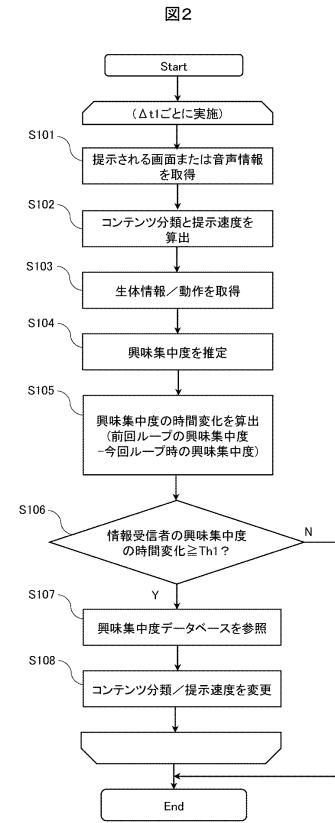 図２
Start
(Δt1ごとに実施)
S101
提示される画面または音声情報
を取得
S102
コンテンツ分類と提示速度を
算出
S103
生体情報／動作を取得
S104
興味集中度を推定
S105
興味集中度の時間変化を算出
(前回ループの興味集中度
-今回ループ時の興味集中度)
S106
情報受信者の興味集中度
の時間変化≧Th1？
N
Y
S107
興味集中度データベースを参照
S108
コンテンツ分類／提示速度を変更
End